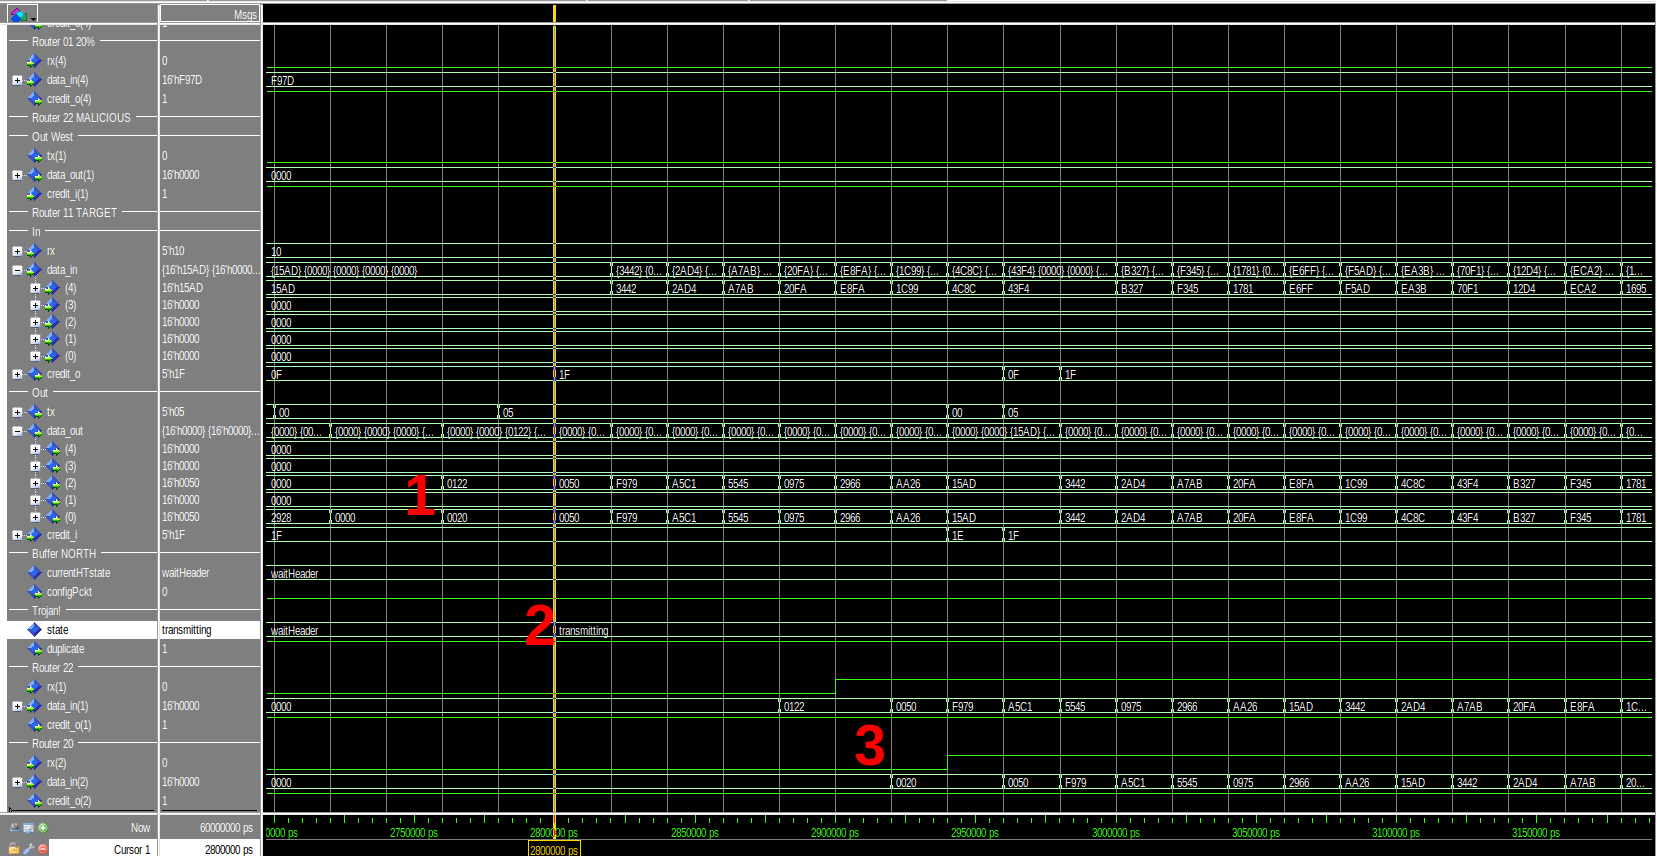 Msgs
Router 01 20%
rx(4) 0
data_in(4) 16'hF97D F97D
credit_o(4) 1
Router 22 MALICIOUS
Out West
tx(1) 0
data_out(1) 16'h0000 0000
credit_i(1) 1
Router 11 TARGET
In
rx 5'h10 10
data_in {16'h15AD} {16'h0000... {15AD} {0000} {0000} {0000} {0000} {3442} {0... {2AD4} {... {A7AB} ... {20FA} {... {E8FA} {... {1C99} {... {4C8C} {... {43F4} {0000} {0000} {... {B327} {... {F345} {... {1781} {0... {E6FF} {... {F5AD} {... {EA3B} ... {70F1} {... {12D4} {... {ECA2} ... {1...
(4) 16'h15AD 15AD 3442 2AD4 A7AB 20FA E8FA 1C99 4C8C 43F4 B327 F345 1781 E6FF F5AD EA3B 70F1 12D4 ECA2 1695
(3) 16'h0000 0000
(2) 16'h0000 0000
(1) 16'h0000 0000
(0) 16'h0000 0000
credit_o 5'h1F 0F 1F 0F 1F
Out
tx 5'h05 00 05 00 05
data_out {16'h0000} {16'h0000}... {0000} {00... {0000} {0000} {0000} {... {0000} {0000} {0122} {... {0000} {0... {0000} {0... {0000} {0... {0000} {0... {0000} {0... {0000} {0... {0000} {0... {0000} {0000} {15AD} {... {0000} {0... {0000} {0... {0000} {0... {0000} {0... {0000} {0... {0000} {0... {0000} {0... {0000} {0... {0000} {0... {0000} {0... {0...
(4) 16'h0000 0000
(3) 16'h0000 0000
(2) 16'h0050 0000 0122 0050 F979 A5C1 5545 0975 2966 AA26 15AD 3442 2AD4 A7AB 20FA E8FA 1C99 4C8C 43F4 B327 F345 1781
1
(1) 16'h0000 0000
(0) 16'h0050 2928 0000 0020 0050 F979 A5C1 5545 0975 2966 AA26 15AD 3442 2AD4 A7AB 20FA E8FA 1C99 4C8C 43F4 B327 F345 1781
credit_i 5'h1F 1F 1E 1F
Buffer NORTH
currentHTstate waitHeader waitHeader
configPckt 0
Trojan!
state transmitting waitHeader 2 transmitting
duplicate 1
Router 22
rx(1) 0
data_in(1) 16'h0000 0000 0122 0050 F979 A5C1 5545 0975 2966 AA26 15AD 3442 2AD4 A7AB 20FA E8FA 1C...
credit_o(1) 1
Router 20
3
rx(2) 0
data_in(2) 16'h0000 0000 0020 0050 F979 A5C1 5545 0975 2966 AA26 15AD 3442 2AD4 A7AB 20...
credit_o(2) 1
Now 60000000 ps 0000 ps 2750000 ps 2800000 ps 2850000 ps 2900000 ps 2950000 ps 3000000 ps 3050000 ps 3100000 ps 3150000 ps
Cursor 1 2800000 ps 2800000 ps